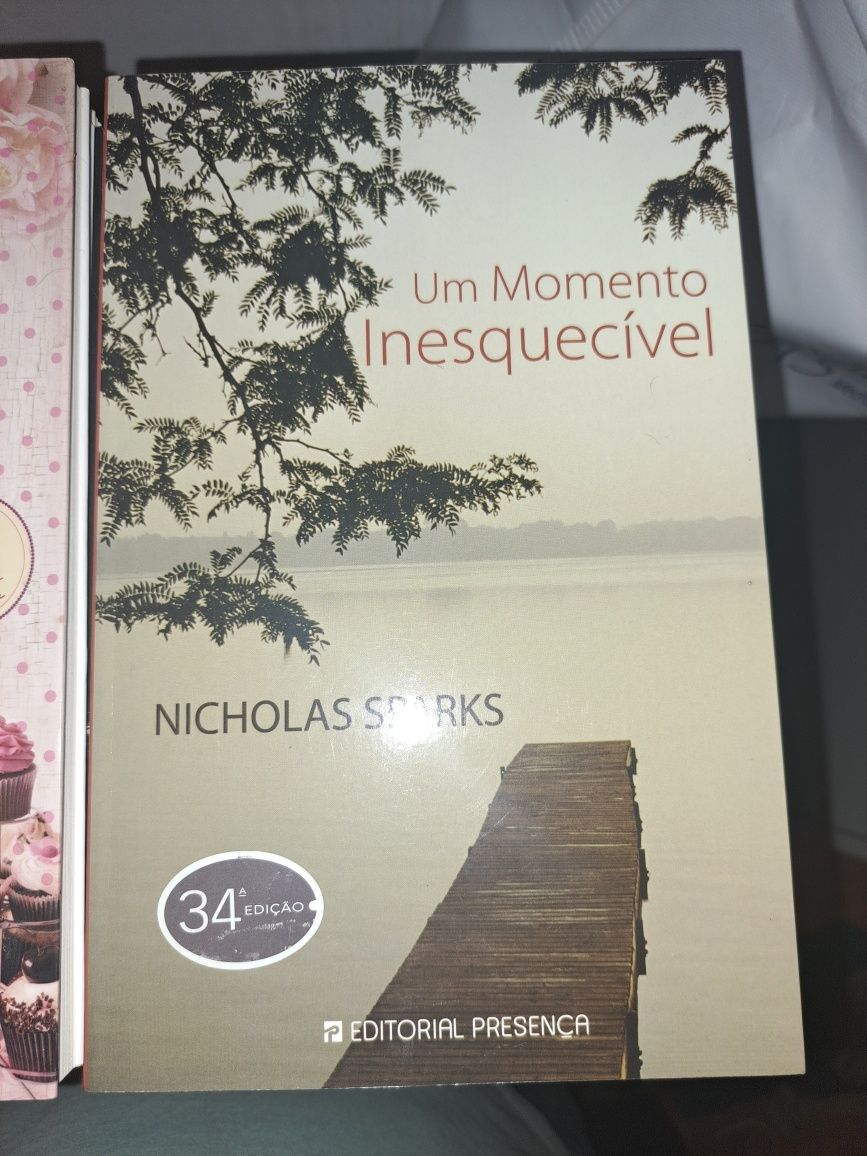 Um Momento
Inesquecível
NICHOLAS SPARKS
34ª EDIÇÃO
EDITORIAL PRESENÇA